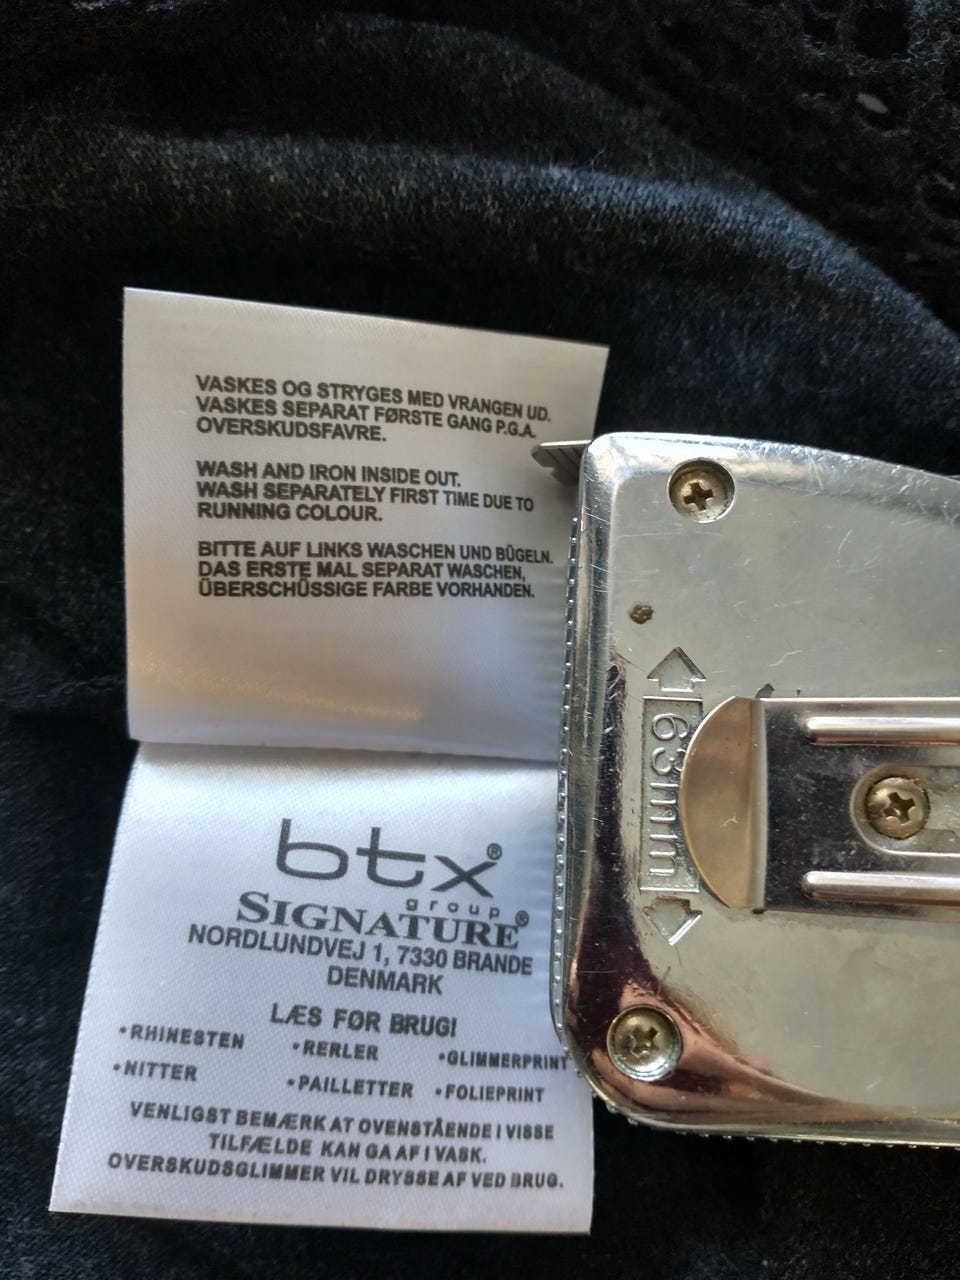 VASKES OG STRYGES MED VRANGEN UD.
VASKES SEPARAT FØRSTE GANG P.G.A.
OVERSKUDSFAVRE.
WASH AND IRON INSIDE OUT.
WASH SEPARATELY FIRST TIME DUE TO
RUNNING COLOUR.
BITTE AUF LINKS WASCHEN UND BÜGELN.
DAS ERSTE MAL SEPARAT WASCHEN,
ÜBERSCHÜSSIGE FARBE VORHANDEN.
63mm
btx®
group
SIGNATURE®
NORDLUNDVEJ 1, 7330 BRANDE
DENMARK
LÆS FØR BRUG!
•RHINESTEN •RERLER •GLIMMERPRINT
•NITTER •PAILLETTER •FOLIEPRINT
VENLIGST BEMÆRK AT OVENSTÅENDE I VISSE
TILFÆLDE KAN GA AF I VASK.
OVERSKUDSGLIMMER VIL DRYSSE AF VED BRUG.